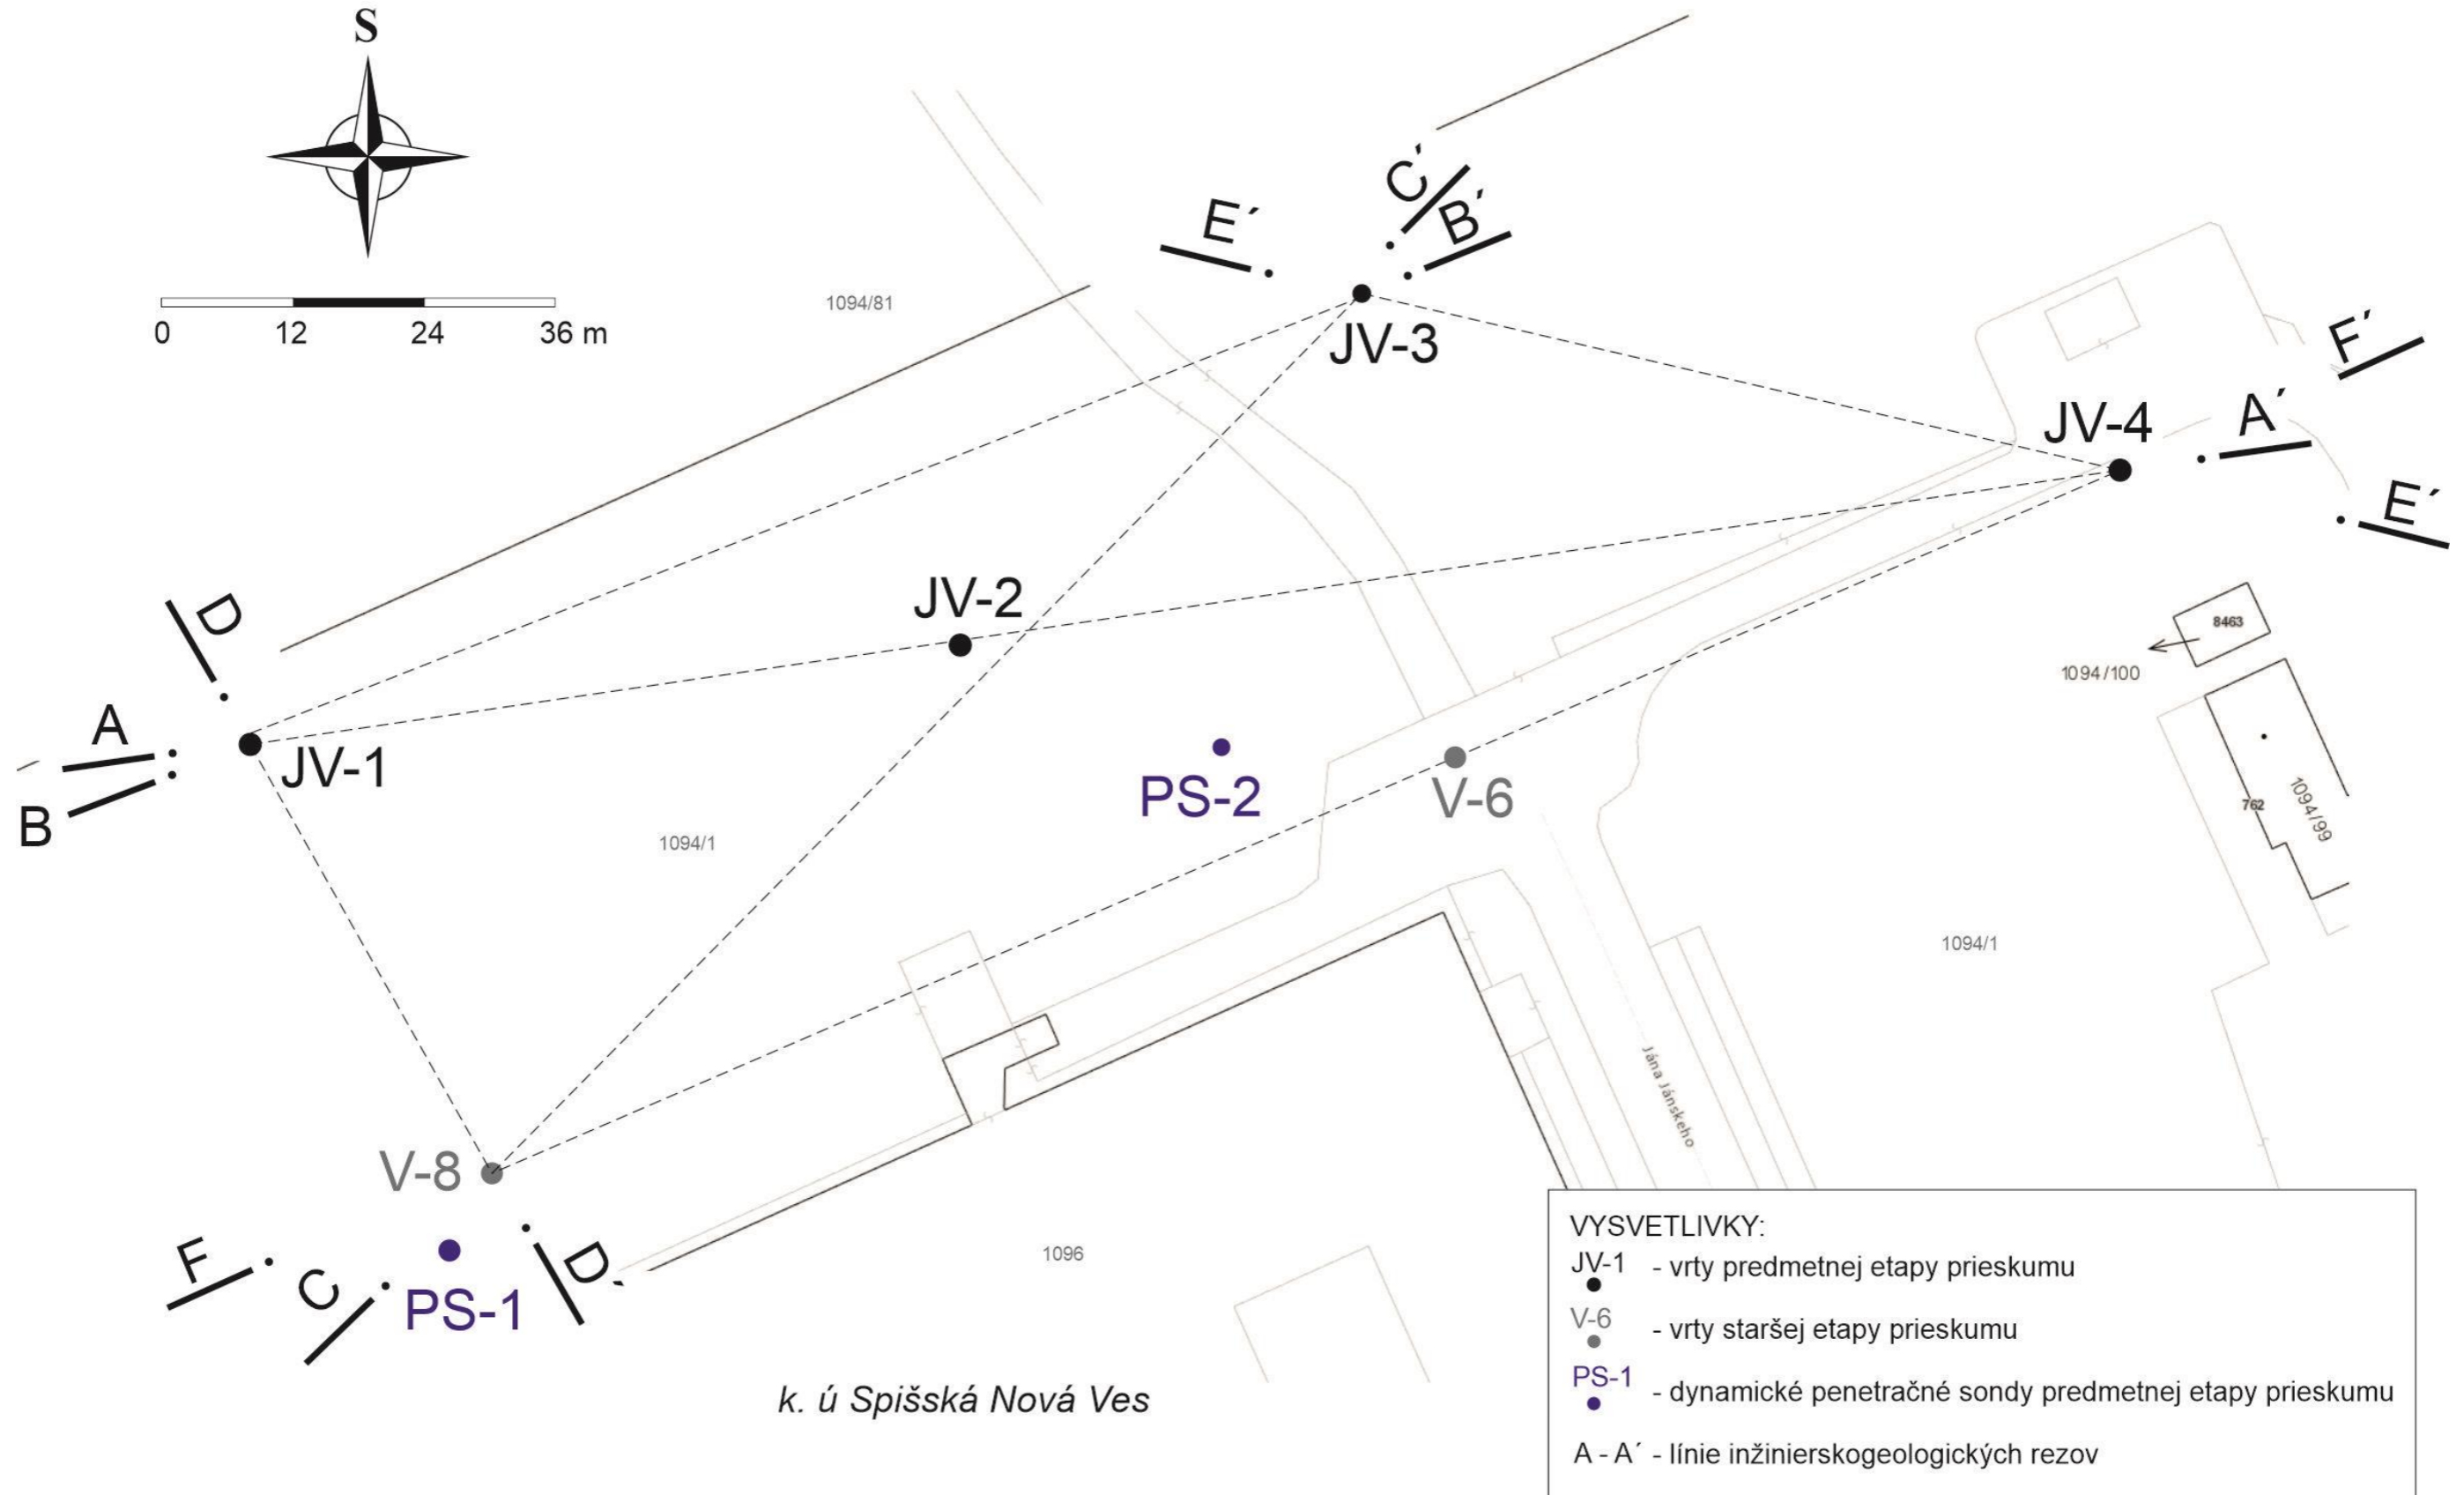 S
0 12 24 36 m
1094/81
C´
B´
E´
JV-3
F´
A´
JV-4
E´
JV-2
D
A
JV-1
B
8463
1094/100
PS-2
V-6
762
1094/99
1094/1
1094/1
Jána Jánskeho
V-8
F
C
PS-1
D´
1096
k. ú Spišská Nová Ves
VYSVETLIVKY:
JV-1 - vrty predmetnej etapy prieskumu
V-6 - vrty staršej etapy prieskumu
PS-1 - dynamické penetračné sondy predmetnej etapy prieskumu
A - A´ - línie inžinierskogeologických rezov